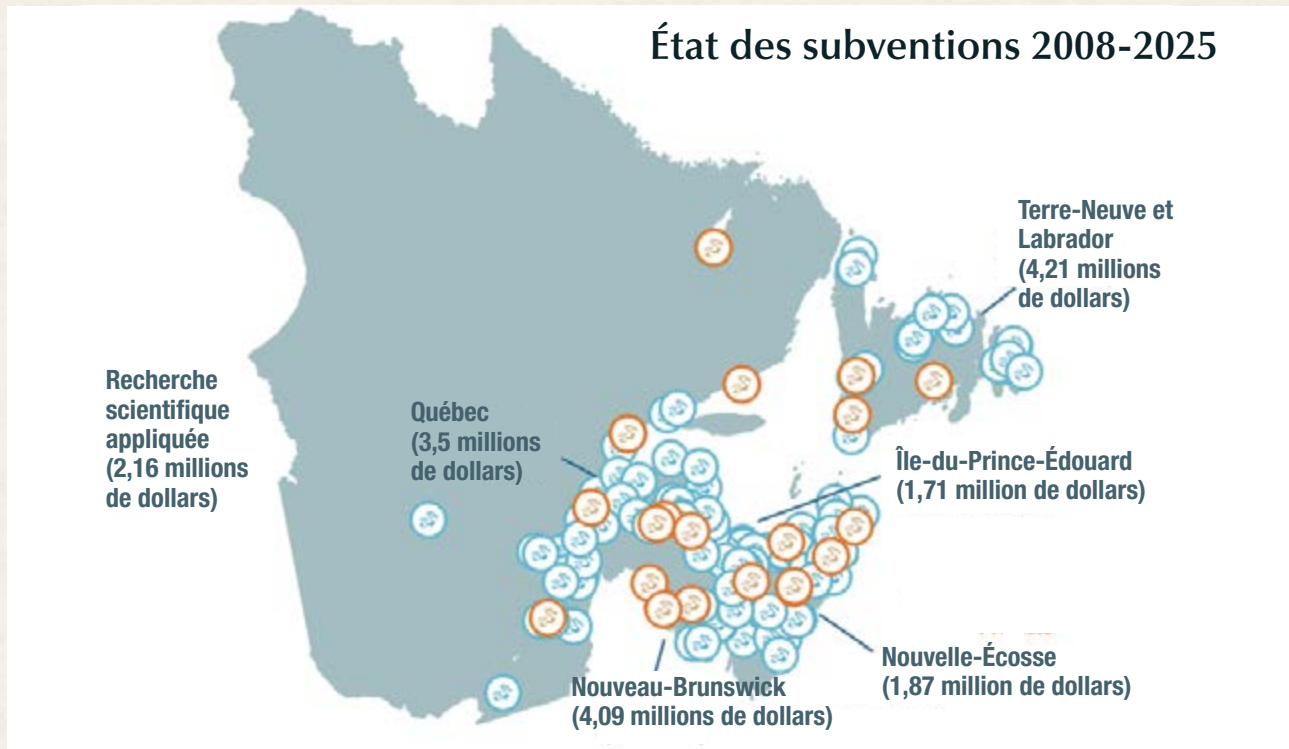 État des subventions 2008-2025
Terre-Neuve et
Labrador
(4,21 millions
de dollars)
Recherche
scientifique
appliquée
(2,16 millions
de dollars)
Québec
(3,5 millions
de dollars)
Île-du-Prince-Édouard
(1,71 million de dollars)
Nouvelle-Écosse
(1,87 million de dollars)
Nouveau-Brunswick
(4,09 millions de dollars)